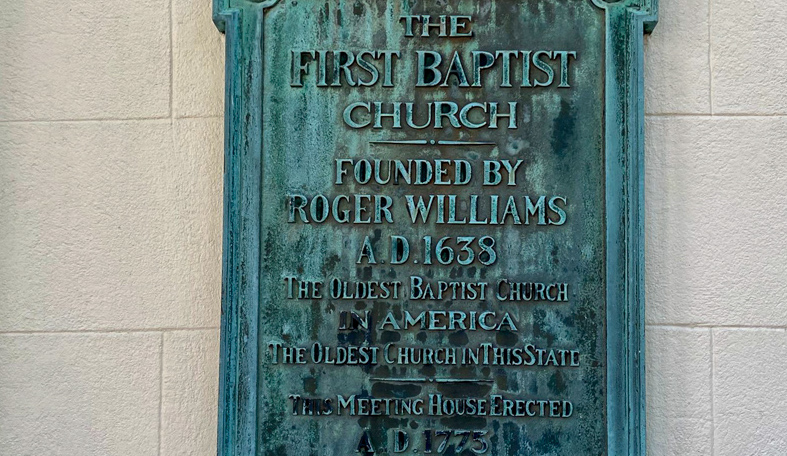 THE
FIRST BAPTIST
CHURCH
FOUNDED BY
ROGER WILLIAMS
A.D.1638
THE OLDEST BAPTIST CHURCH
IN AMERICA
THE OLDEST CHURCH IN THIS STATE
THIS MEETING HOUSE ERECTED
A.D.1775